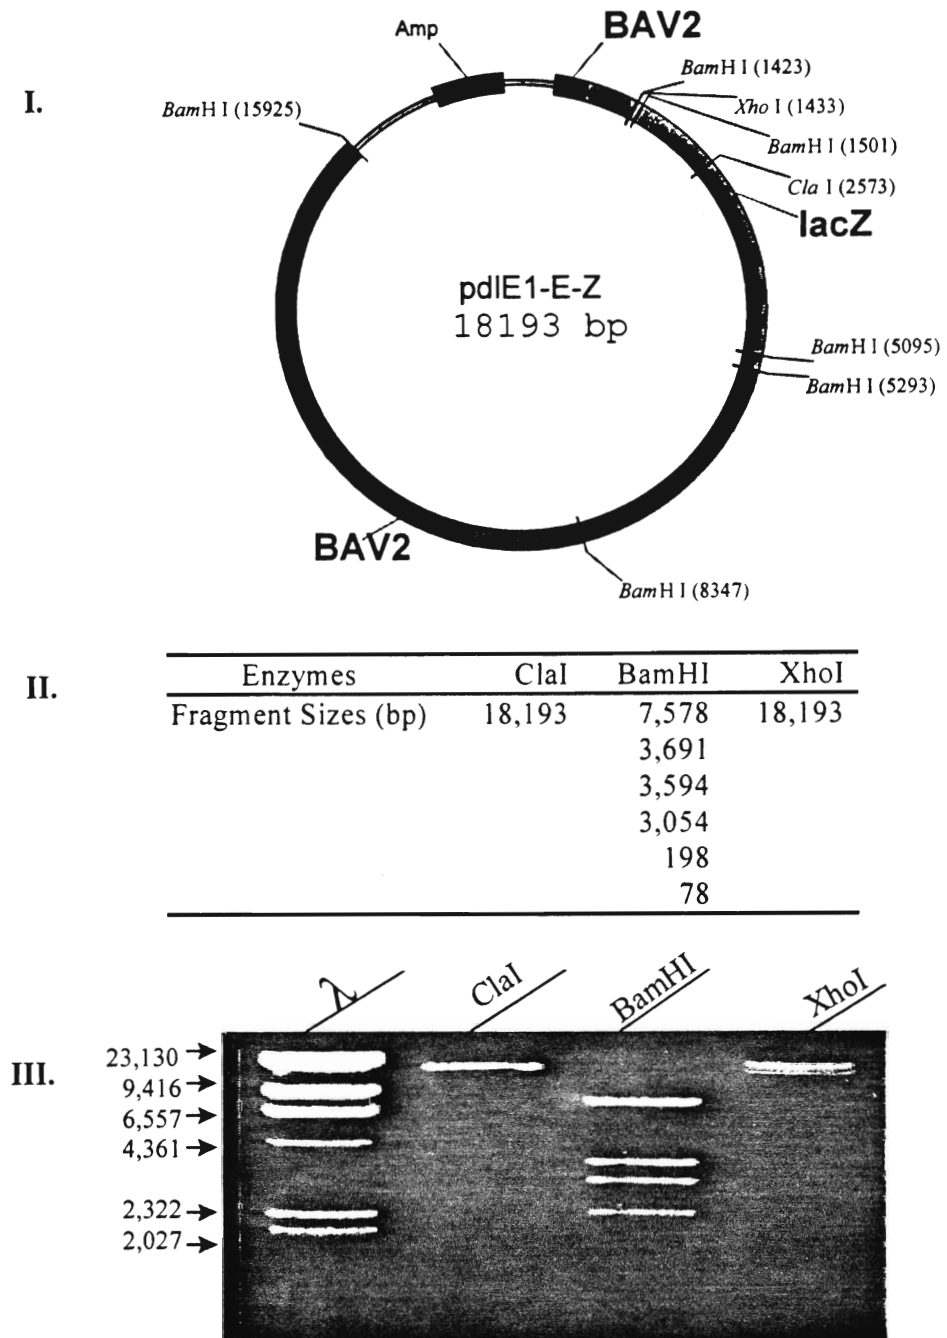 I.
Amp
BAV2
BamH I (15925)
BamH I (1423)
Xho I (1433)
BamH I (1501)
Cla I (2573)
lacZ
pdlE1-E-Z
18193 bp
BamH I (5095)
BamH I (5293)
BAV2
BamH I (8347)
II.
Enzymes ClaI BamHI XhoI
Fragment Sizes (bp) 18,193 7,578 18,193
3,691
3,594
3,054
198
78
III.
λ ClaI BamHI XhoI
23,130
9,416
6,557
4,361
2,322
2,027